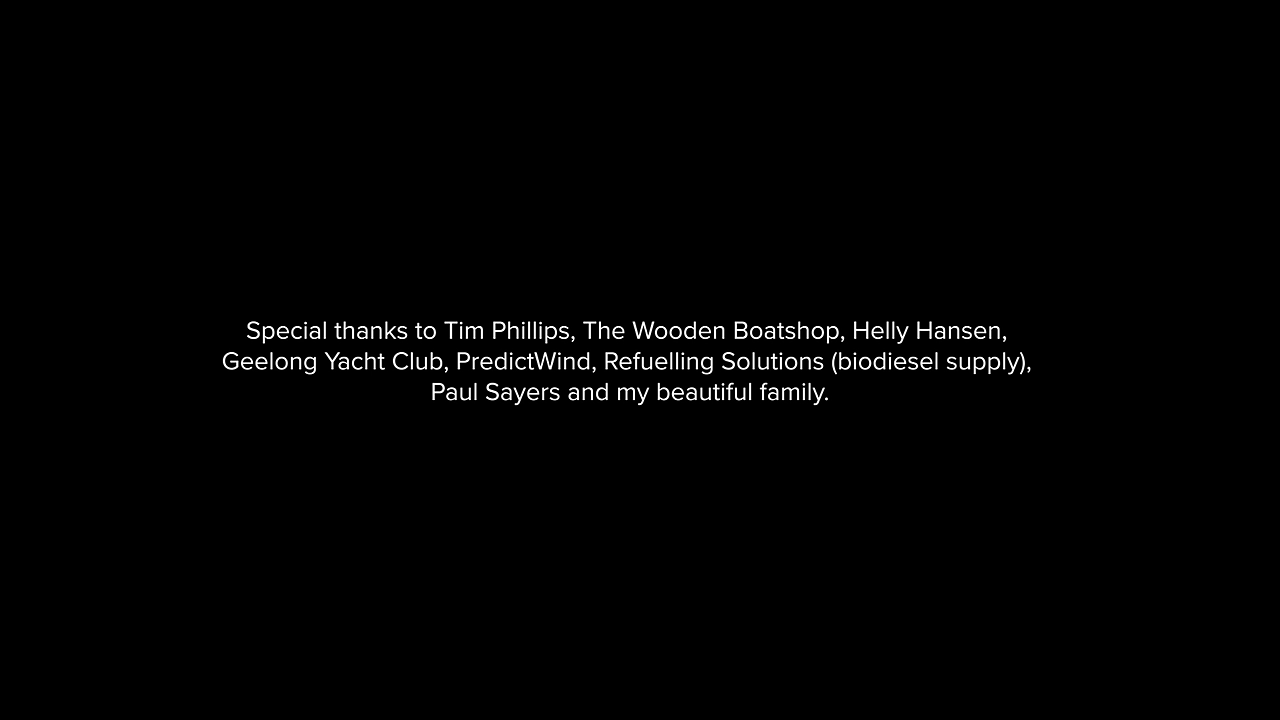 Special thanks to Tim Phillips, The Wooden Boatshop, Helly Hansen,
Geelong Yacht Club, PredictWind, Refuelling Solutions (biodiesel supply),
Paul Sayers and my beautiful family.